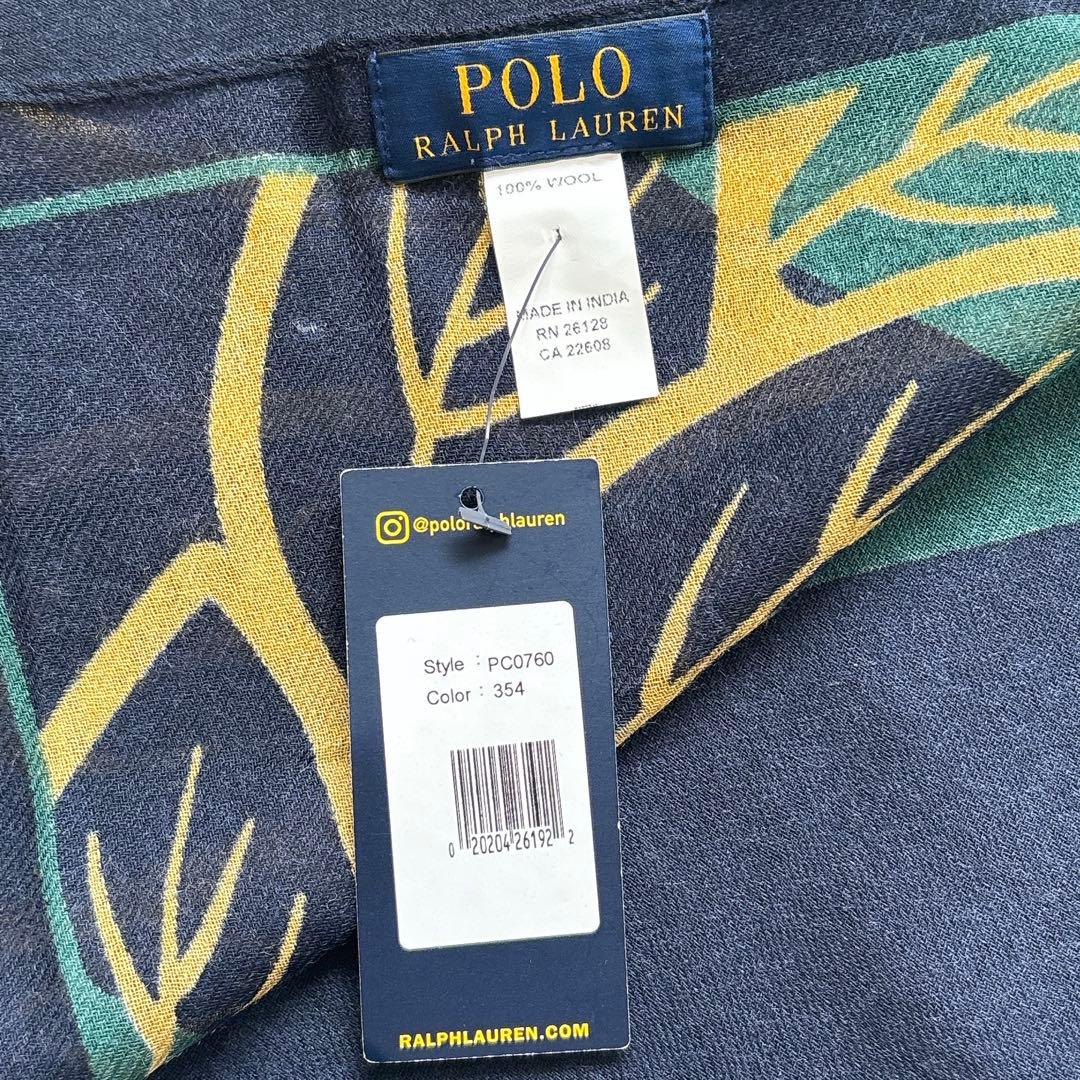 POLO
RALPH LAUREN
100% WOOL
MADE IN INDIA
RN 26128
CA 22608
Style : PC0760
Color : 354
0 20204 26192 2
RALPHLAUREN.COM